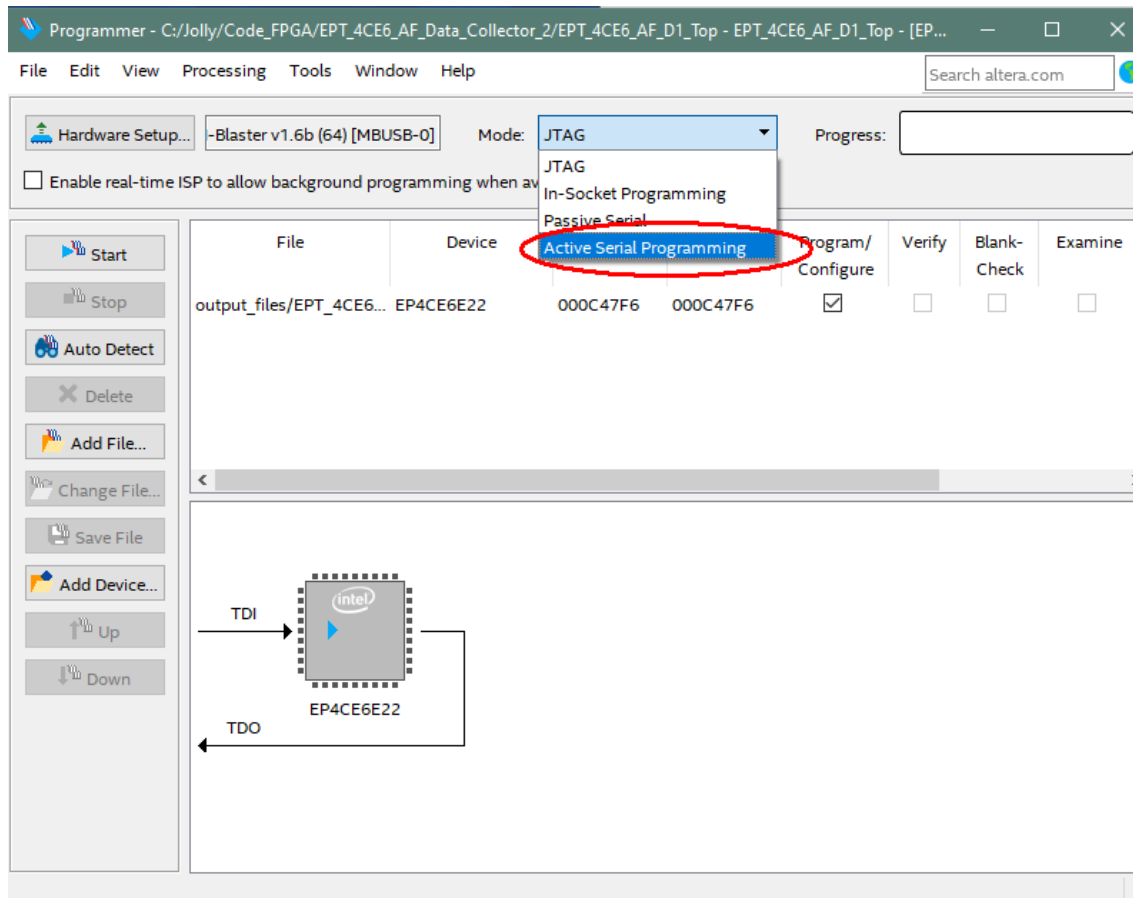 Programmer - C:/Jolly/Code_FPGA/EPT_4CE6_AF_Data_Collector_2/EPT_4CE6_AF_D1_Top - EPT_4CE6_AF_D1_Top - [EP...
File Edit View Processing Tools Window Help
Search altera.com
Hardware Setup... -Blaster v1.6b (64) [MBUSB-0] Mode: JTAG Progress:
JTAG
Enable real-time ISP to allow background programming when av
In-Socket Programming
Passive Serial
Active Serial Programming
File Device Program/ Verify Blank- Examine
Configure Check
Start
output_files/EPT_4CE6... EP4CE6E22 000C47F6 000C47F6
Stop
Auto Detect
Delete
Add File...
Change File...
Save File
Add Device...
Up
Down
intel
TDI
EP4CE6E22
TDO